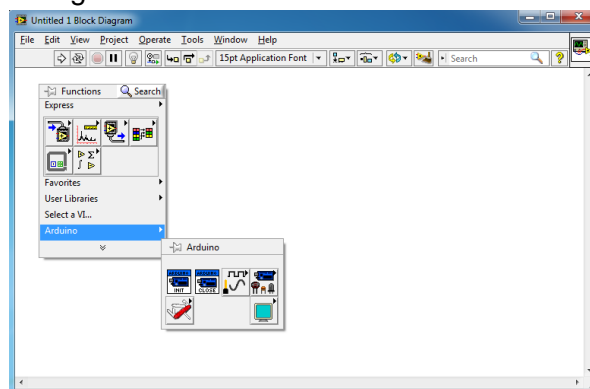 Untitled 1 Block Diagram
File Edit View Project Operate Tools Window Help
15pt Application Font Search
Functions Search
Express
Favorites
User Libraries
Select a VI...
Arduino
Arduino
INIT CLOSE